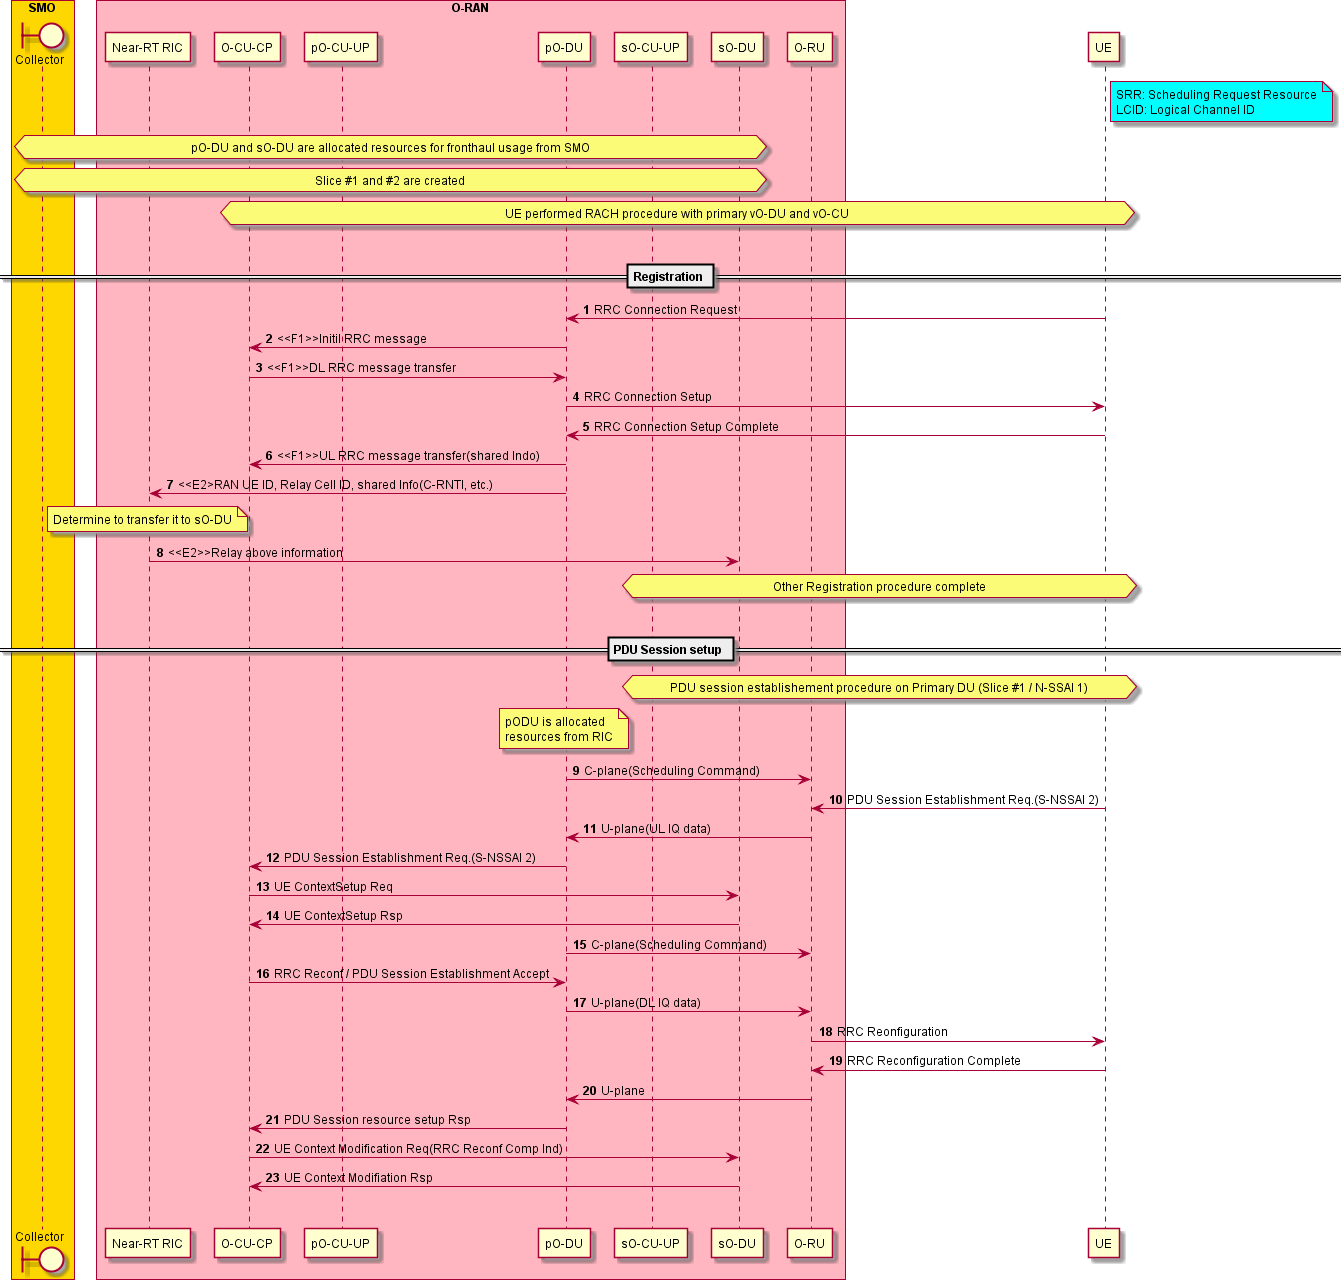 SMO
O-RAN
Collector
Near-RT RIC
O-CU-CP
pO-CU-UP
pO-DU
sO-CU-UP
sO-DU
O-RU
UE
SRR: Scheduling Request Resource
LCID: Logical Channel ID
pO-DU and sO-DU are allocated resources for fronthaul usage from SMO
Slice #1 and #2 are created
UE performed RACH procedure with primary vO-DU and vO-CU
Registration
1 RRC Connection Request
2 <<F1>>Initil RRC message
3 <<F1>>DL RRC message transfer
4 RRC Connection Setup
5 RRC Connection Setup Complete
6 <<F1>>UL RRC message transfer(shared Indo)
7 <<E2>RAN UE ID, Relay Cell ID, shared Info(C-RNTI, etc.)
Determine to transfer it to sO-DU
8 <<E2>>Relay above information
Other Registration procedure complete
PDU Session setup
PDU session establishement procedure on Primary DU (Slice #1 / N-SSAI 1)
pODU is allocated
resources from RIC
9 C-plane(Scheduling Command)
10 PDU Session Establishment Req.(S-NSSAI 2)
11 U-plane(UL IQ data)
12 PDU Session Establishment Req.(S-NSSAI 2)
13 UE ContextSetup Req
14 UE ContextSetup Rsp
15 C-plane(Scheduling Command)
16 RRC Reconf / PDU Session Establishment Accept
17 U-plane(DL IQ data)
18 RRC Reonfiguration
19 RRC Reconfiguration Complete
20 U-plane
21 PDU Session resource setup Rsp
22 UE Context Modification Req(RRC Reconf Comp Ind)
23 UE Context Modifiation Rsp
Collector
Near-RT RIC
O-CU-CP
pO-CU-UP
pO-DU
sO-CU-UP
sO-DU
O-RU
UE